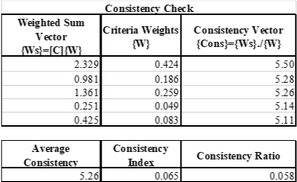 Consistency Check
Weighted Sum Vector {Ws}=[C]{W} Criteria Weights {W} Consistency Vector {Cons}={Ws}./{W}
2.329 0.424 5.50
0.981 0.186 5.28
1.361 0.259 5.26
0.251 0.049 5.14
0.425 0.083 5.11
Average Consistency Consistency Index Consistency Ratio
5.26 0.065 0.058